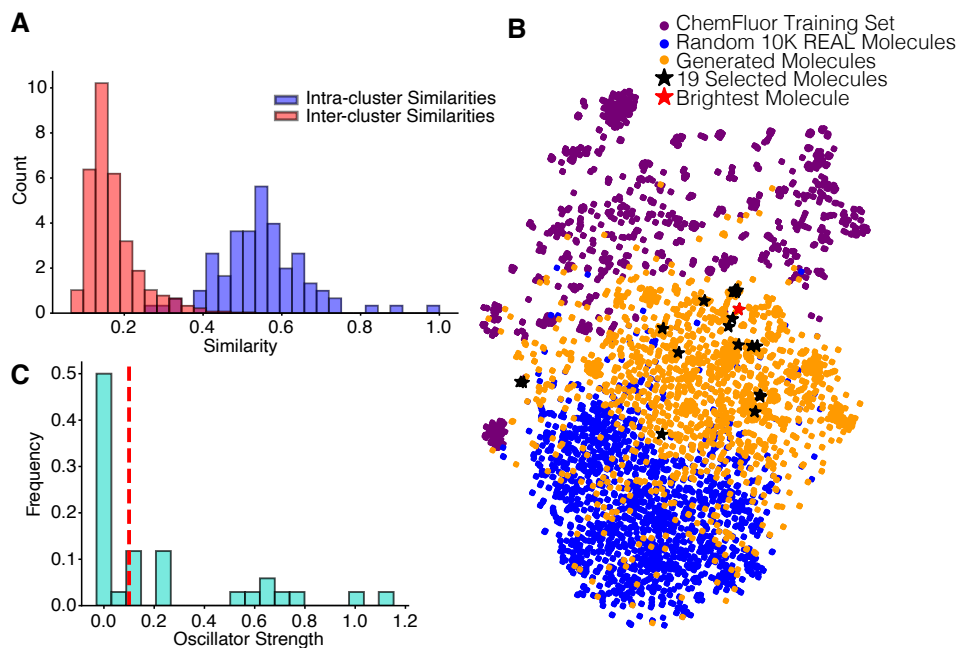 A
10
8
6
4
2
0
Count
0.2
0.4
0.6
0.8
1.0
Similarity
Intra-cluster Similarities
Inter-cluster Similarities
B
ChemFluor Training Set
Random 10K REAL Molecules
Generated Molecules
19 Selected Molecules
Brightest Molecule
C
0.5
0.4
0.3
0.2
0.1
0.0
Frequency
0.0
0.2
0.4
0.6
0.8
1.0
1.2
Oscillator Strength